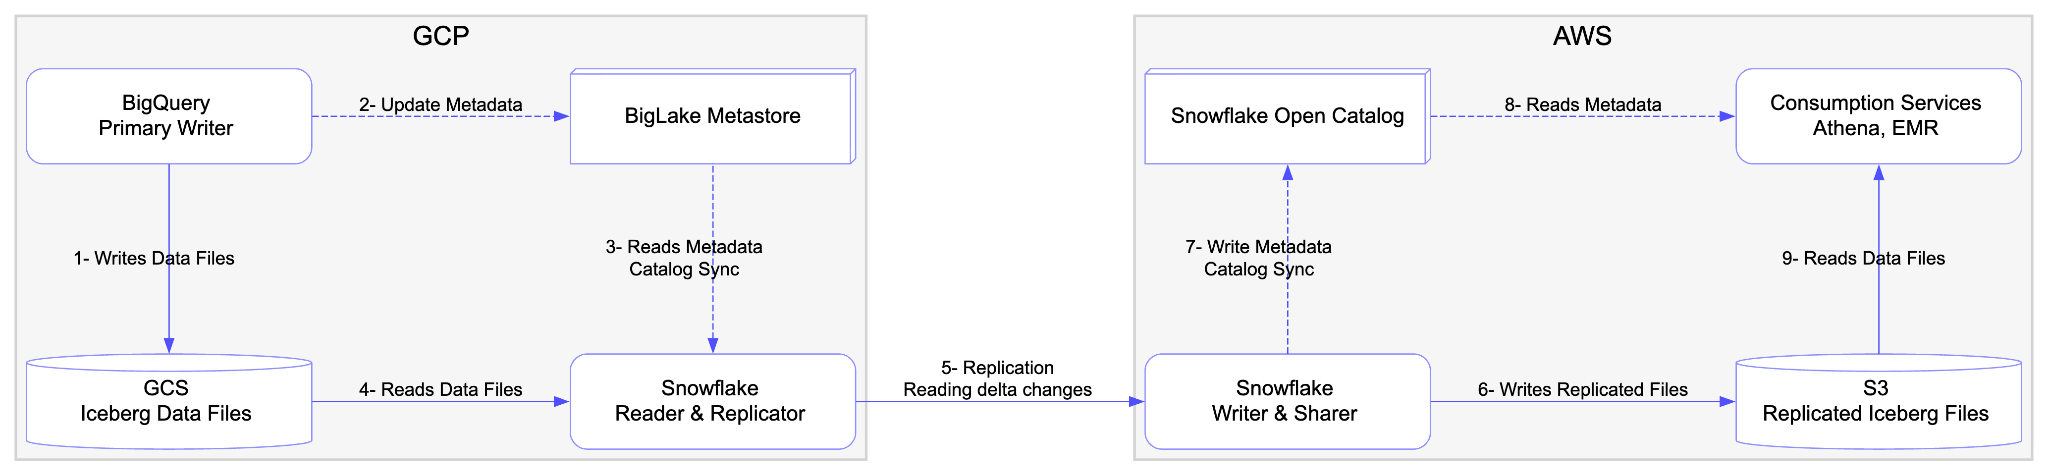 GCP
BigQuery
Primary Writer
2- Update Metadata
BigLake Metastore
1- Writes Data Files
3- Reads Metadata
Catalog Sync
GCS
Iceberg Data Files
4- Reads Data Files
Snowflake
Reader & Replicator
5- Replication
Reading delta changes
AWS
Snowflake Open Catalog
8- Reads Metadata
Consumption Services
Athena, EMR
7- Write Metadata
Catalog Sync
9- Reads Data Files
Snowflake
Writer & Sharer
6- Writes Replicated Files
S3
Replicated Iceberg Files